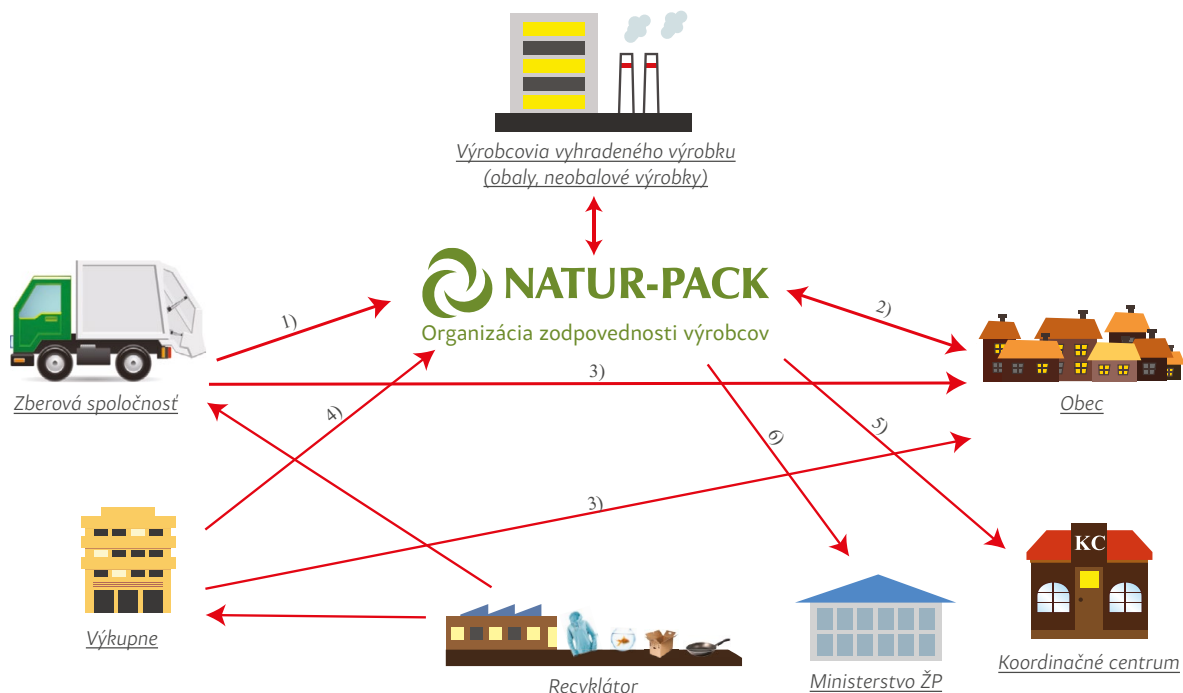 Výrobcovia vyhradeného výrobku
(obaly, neobalové výrobky)
NATUR-PACK
Organizácia zodpovednosti výrobcov
1)
2)
3)
Zberová spoločnosť
Obec
4)
5)
6)
3)
KC
Výkupne
Recyklátor
Ministerstvo ŽP
Koordinačné centrum